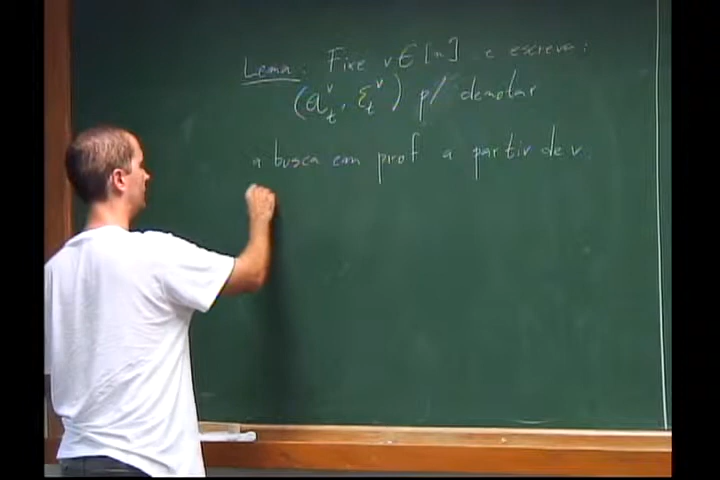 Lema: Fixe v ∈ [n] e escreva:
(a_t^v, ξ_t^v) p/ denotar
a busca em prof a partir de v.